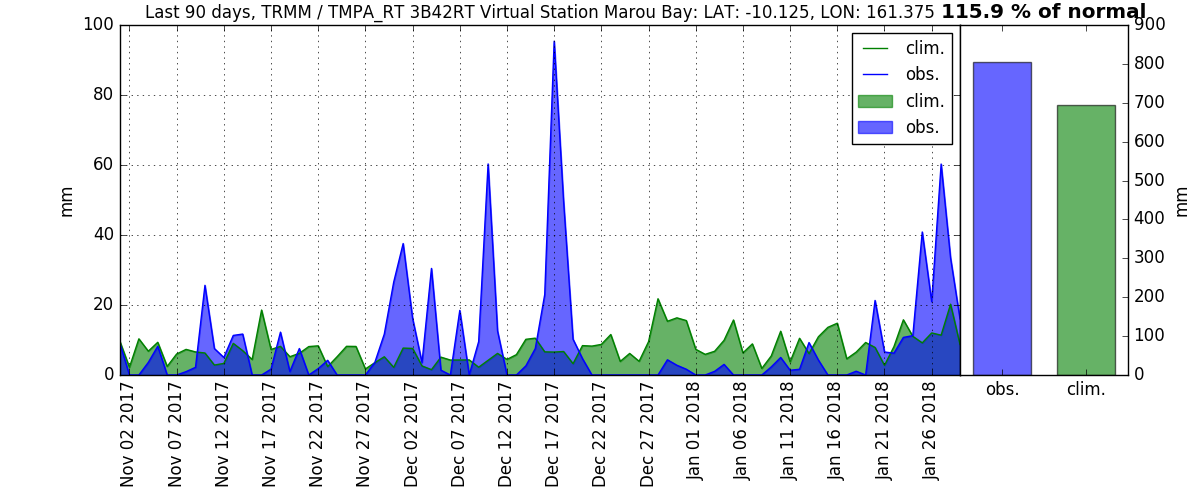 Last 90 days, TRMM / TMPA_RT 3B42RT Virtual Station Marou Bay: LAT: -10.125, LON: 161.375 115.9 % of normal
100
80
60
40
20
0
mm
clim.
obs.
clim.
obs.
900
800
700
600
500
400
300
200
100
0
mm
Nov 02 2017
Nov 07 2017
Nov 12 2017
Nov 17 2017
Nov 22 2017
Nov 27 2017
Dec 02 2017
Dec 07 2017
Dec 12 2017
Dec 17 2017
Dec 22 2017
Dec 27 2017
Jan 01 2018
Jan 06 2018
Jan 11 2018
Jan 16 2018
Jan 21 2018
Jan 26 2018
obs.
clim.